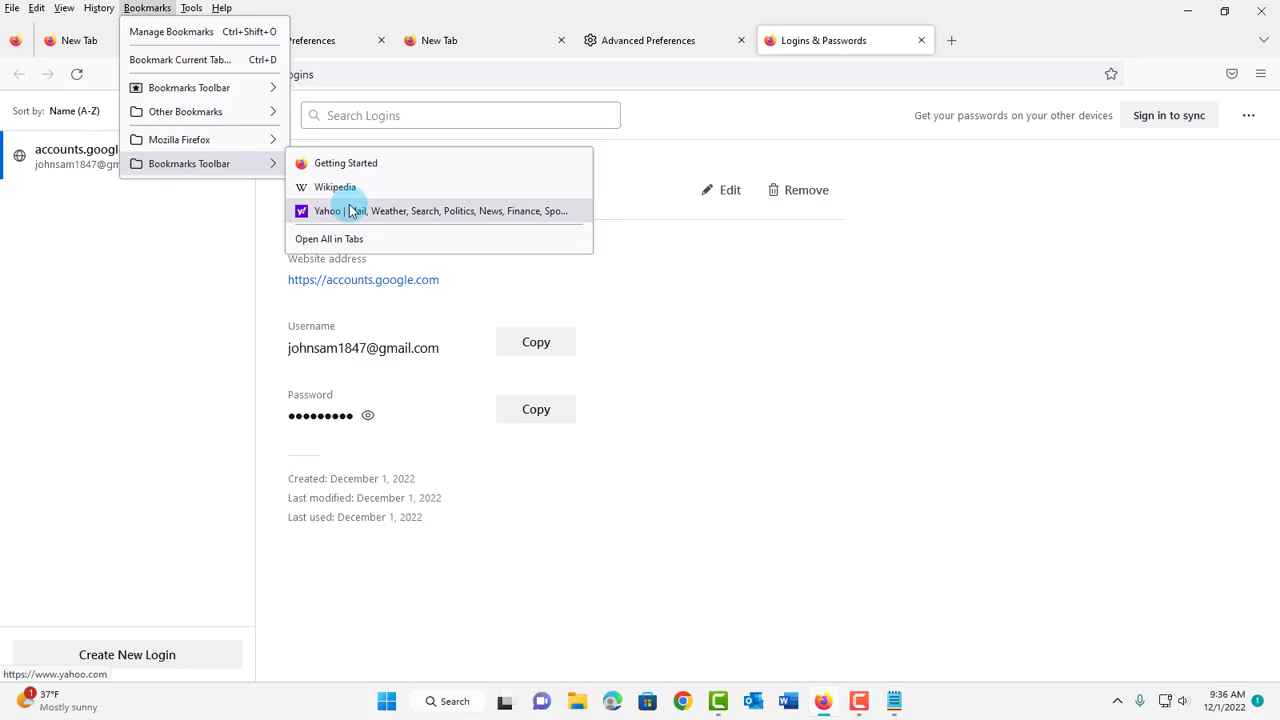 File Edit View History Bookmarks Tools Help
New Tab
Preferences
New Tab
Advanced Preferences
Logins & Passwords
Manage Bookmarks Ctrl+Shift+O
Bookmark Current Tab... Ctrl+D
Bookmarks Toolbar
Other Bookmarks
Mozilla Firefox
Bookmarks Toolbar
Getting Started
Wikipedia
Yahoo | Mail, Weather, Search, Politics, News, Finance, Spo...
Open All in Tabs
Sort by: Name (A-Z)
Search Logins
Get your passwords on your other devices
Sign in to sync
accounts.google
johnsam1847@gm
Edit
Remove
Website address
https://accounts.google.com
Username
johnsam1847@gmail.com
Copy
Password
●●●●●●●●●
Copy
Created: December 1, 2022
Last modified: December 1, 2022
Last used: December 1, 2022
Create New Login
https://www.yahoo.com
1
37°F
Mostly sunny
Search
9:36 AM
12/1/2022
1